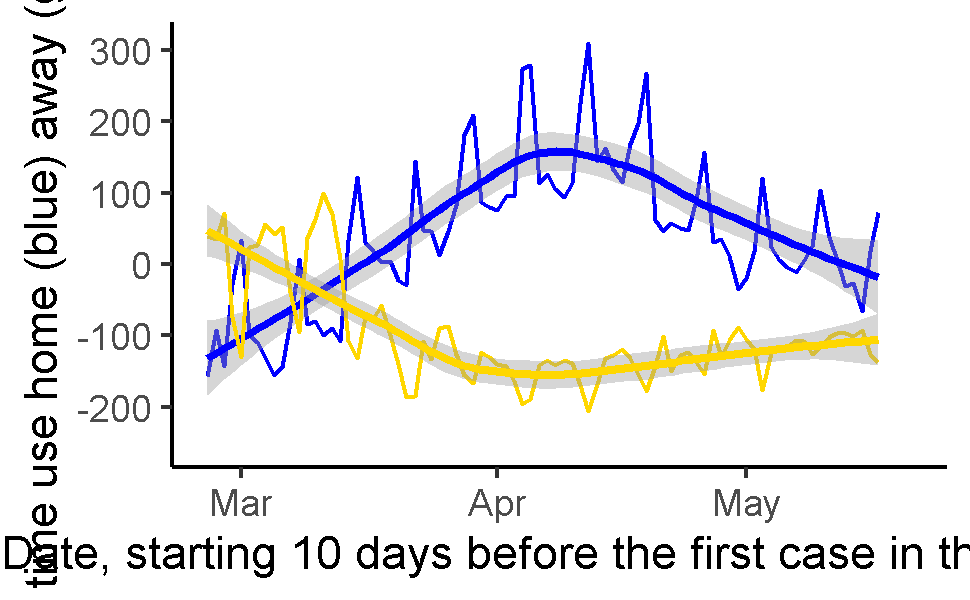 time use home (blue) away (
300
200
100
0
-100
-200
Mar Apr May
Date, starting 10 days before the first case in th